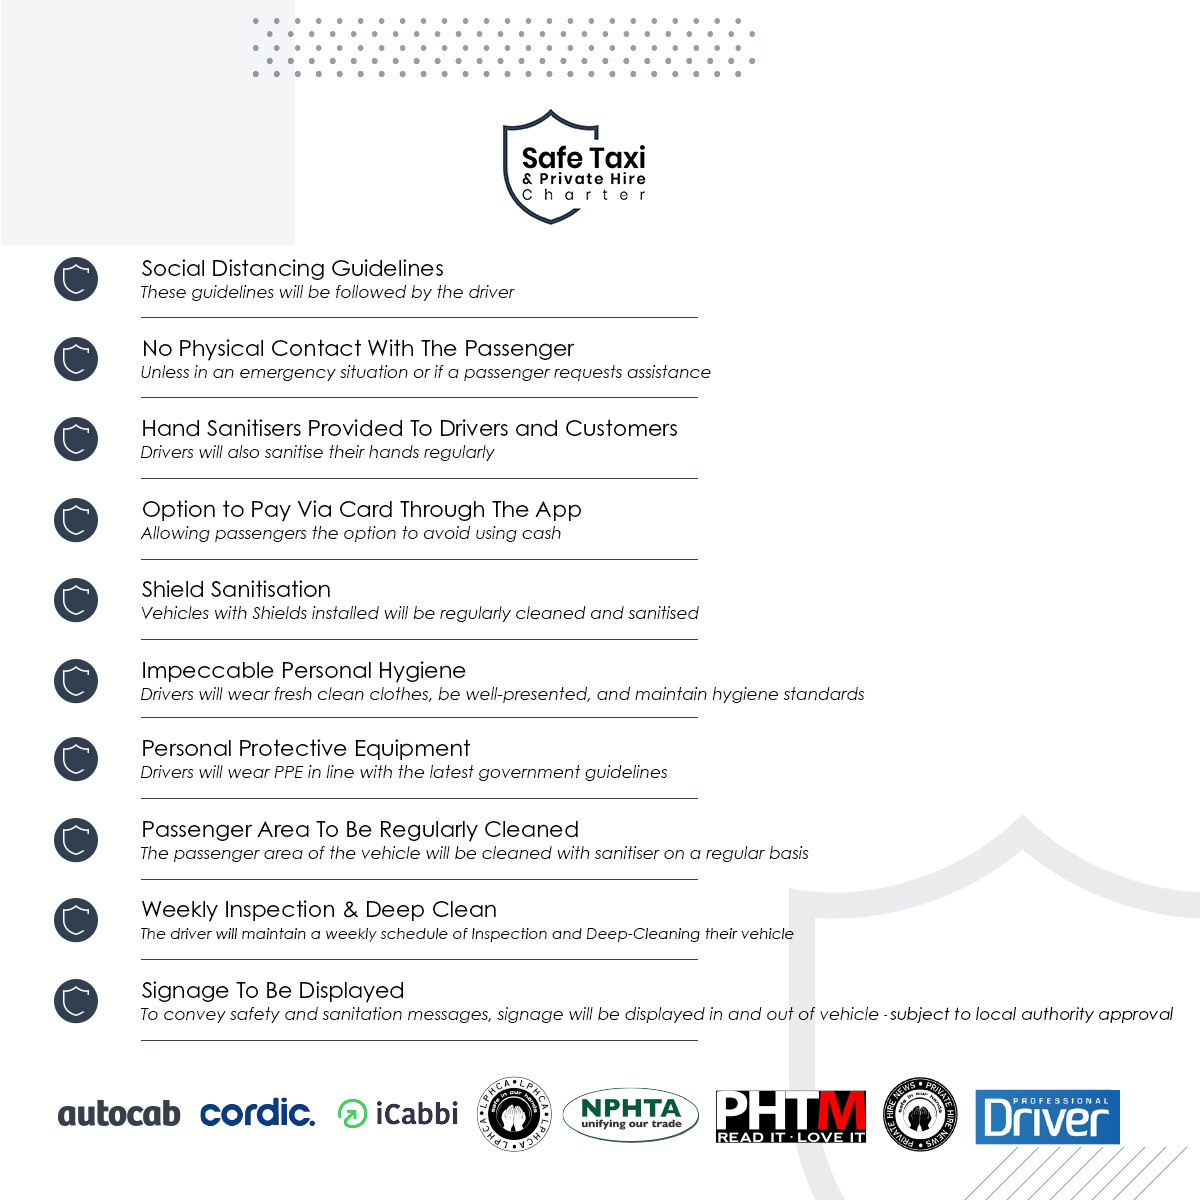 Safe Taxi
& Private Hire
Charter
Social Distancing Guidelines
These guidelines will be followed by the driver
No Physical Contact With The Passenger
Unless in an emergency situation or if a passenger requests assistance
Hand Sanitisers Provided To Drivers and Customers
Drivers will also sanitise their hands regularly
Option to Pay Via Card Through The App
Allowing passengers the option to avoid using cash
Shield Sanitisation
Vehicles with Shields installed will be regularly cleaned and sanitised
Impeccable Personal Hygiene
Drivers will wear fresh clean clothes, be well-presented, and maintain hygiene standards
Personal Protective Equipment
Drivers will wear PPE in line with the latest government guidelines
Passenger Area To Be Regularly Cleaned
The passenger area of the vehicle will be cleaned with sanitiser on a regular basis
Weekly Inspection & Deep Clean
The driver will maintain a weekly schedule of Inspection and Deep-Cleaning their vehicle
Signage To Be Displayed
To convey safety and sanitation messages, signage will be displayed in and out of vehicle - subject to local authority approval
autocab
cordic.
iCabbi
LPHCA • LPHCA • LPHCA • LPHCA •
safe in our hands
NPHTA
unifying our trade
PHTM
READ IT · LOVE IT
PRIVATE HIRE NEWS • PRIVATE HIRE NEWS •
safe in our hands
PROFESSIONAL
Driver